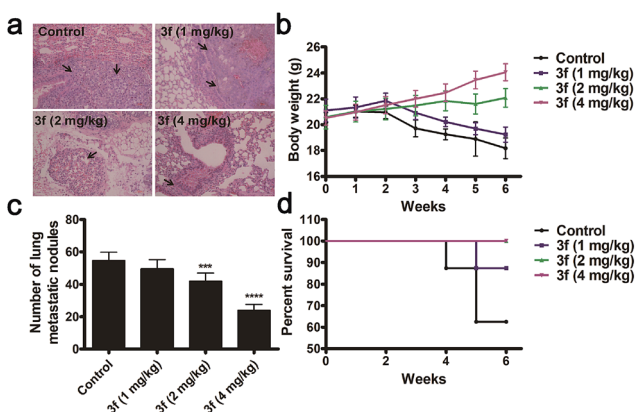 a
Control
3f (1 mg/kg)
3f (2 mg/kg)
3f (4 mg/kg)
b
Body weight (g)
26
24
22
20
18
16
0 1 2 3 4 5 6
Weeks
Control
3f (1 mg/kg)
3f (2 mg/kg)
3f (4 mg/kg)
c
Number of lung
metastatic nodules
80
60
40
20
0
***
****
Control
3f (1 mg/kg)
3f (2 mg/kg)
3f (4 mg/kg)
d
Percent survival
100
90
80
70
60
50
0 2 4 6
Weeks
Control
3f (1 mg/kg)
3f (2 mg/kg)
3f (4 mg/kg)